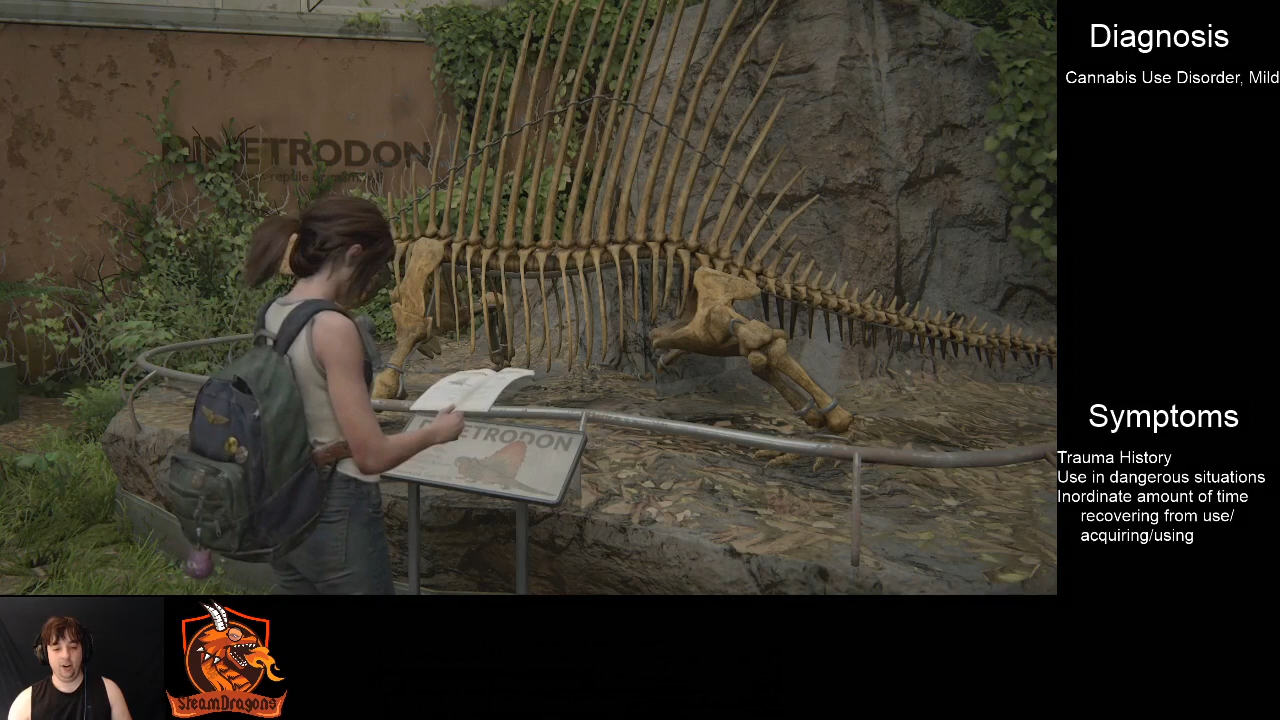 Diagnosis
Cannabis Use Disorder, Mild
DIMETRODON
DIMETRODON
Symptoms
Trauma History
Use in dangerous situations
Inordinate amount of time
recovering from use/
acquiring/using
SteamDragons